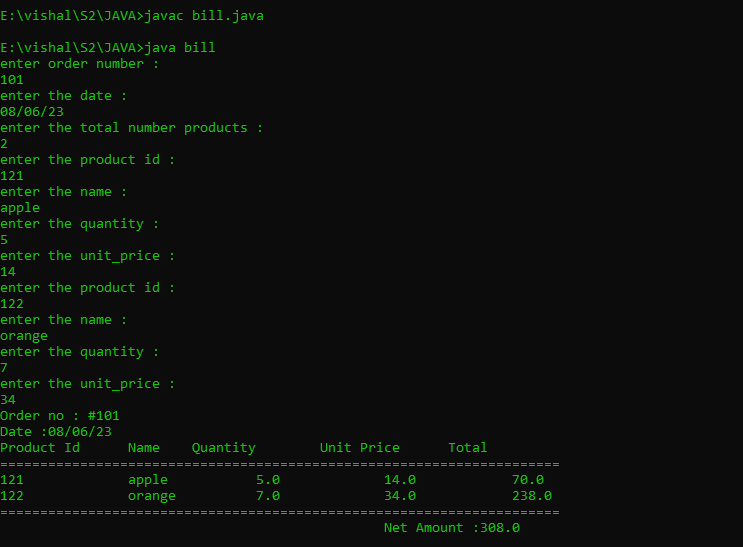 E:\vishal\S2\JAVA>javac bill.java
E:\vishal\S2\JAVA>java bill
enter order number :
101
enter the date :
08/06/23
enter the total number products :
2
enter the product id :
121
enter the name :
apple
enter the quantity :
5
enter the unit_price :
14
enter the product id :
122
enter the name :
orange
enter the quantity :
7
enter the unit_price :
34
Order no : #101
Date :08/06/23
Product Id      Name    Quantity        Unit Price      Total
======================================================================
121             apple           5.0             14.0            70.0
122             orange          7.0             34.0            238.0
======================================================================
                                                Net Amount :308.0